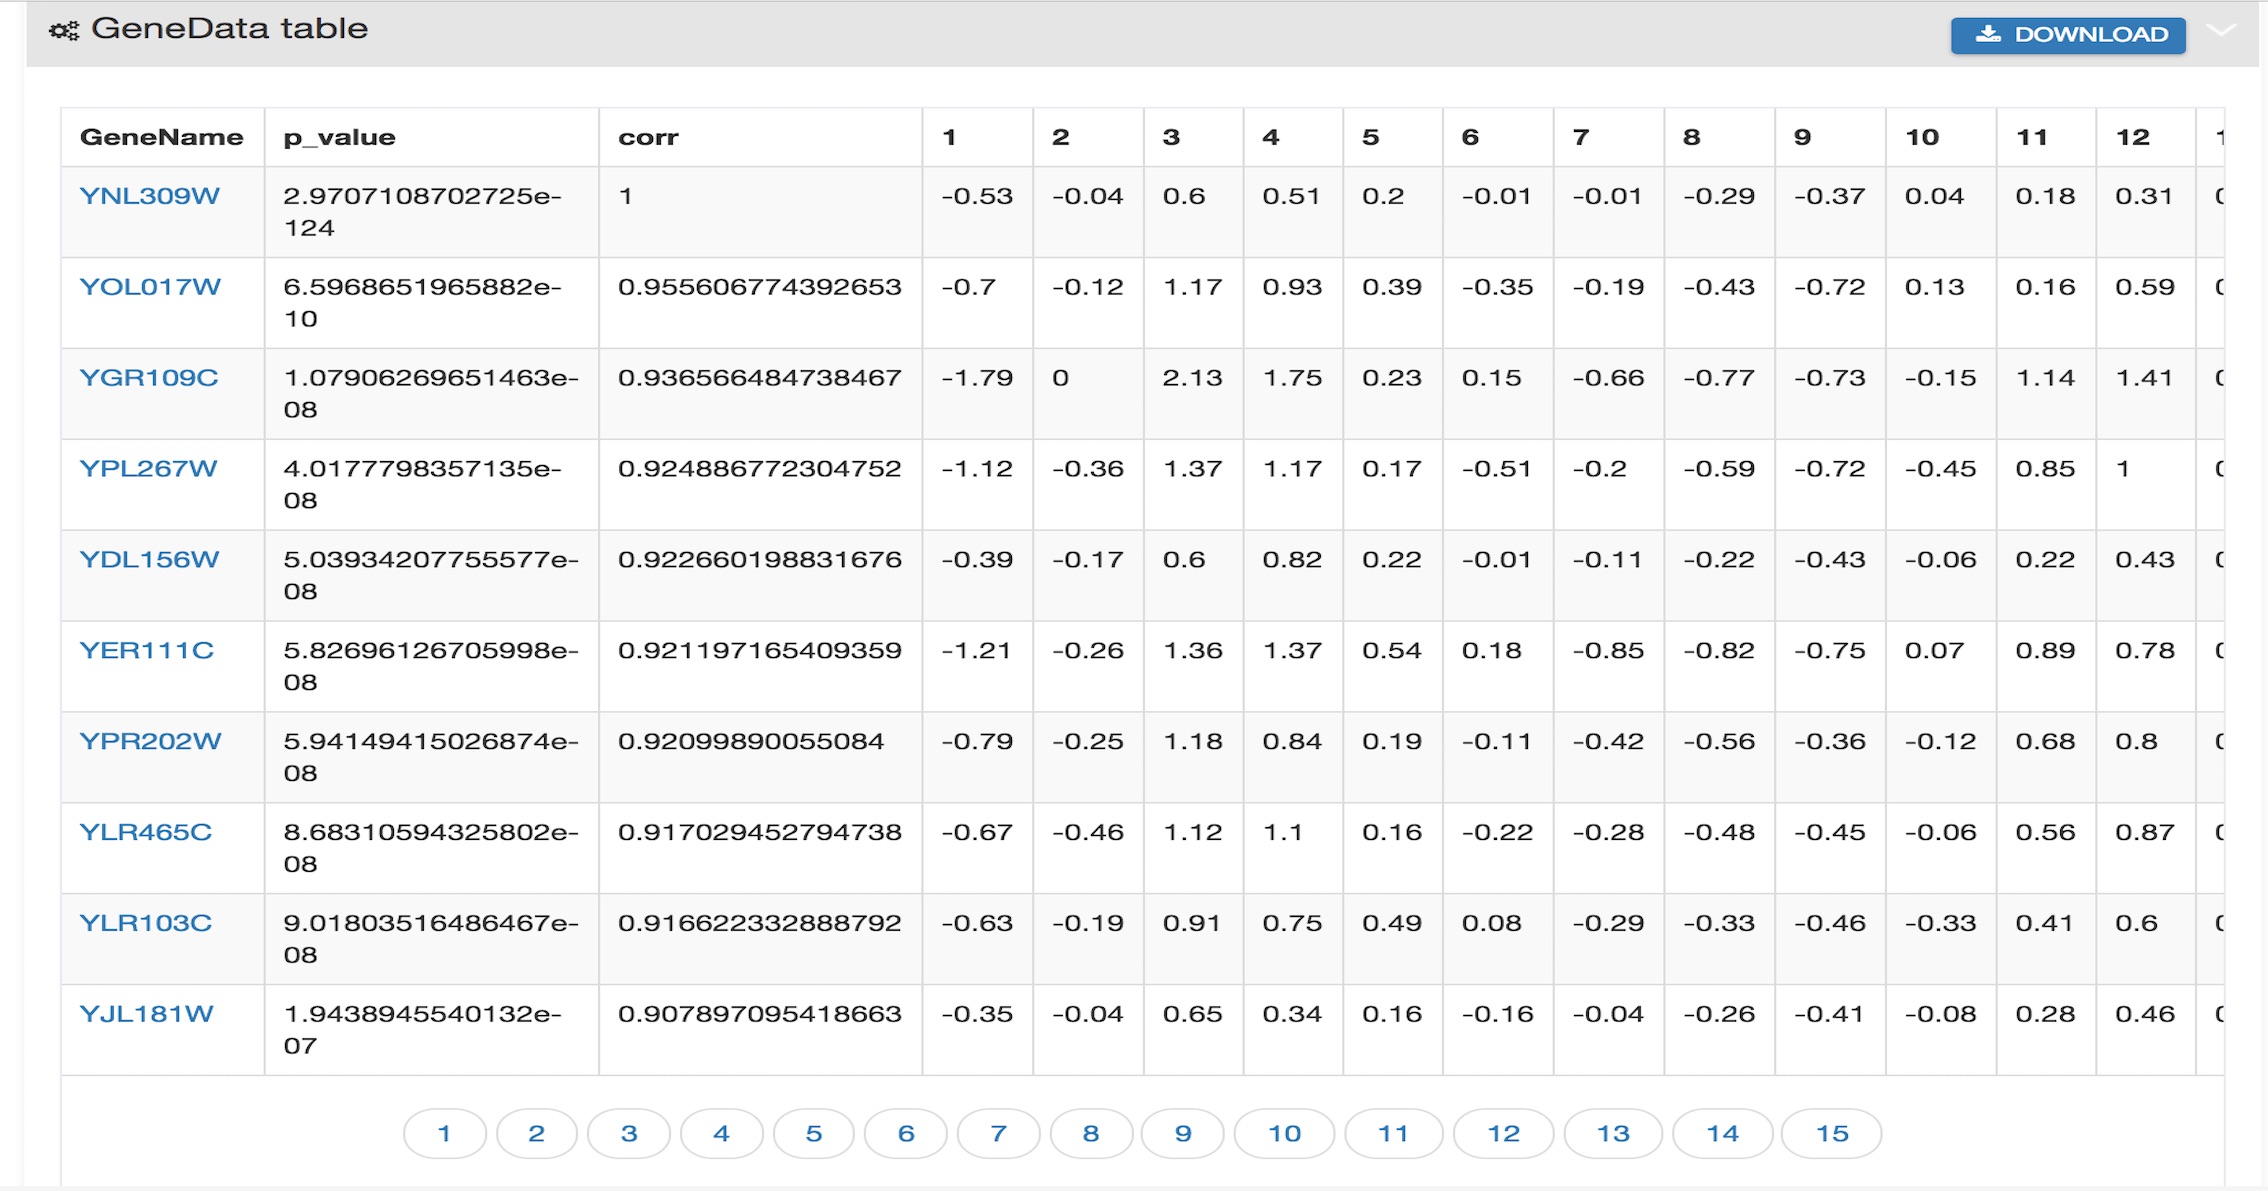 GeneData table
DOWNLOAD
GeneName p_value corr 1 2 3 4 5 6 7 8 9 10 11 12
YNL309W 2.9707108702725e- 1 -0.53 -0.04 0.6 0.51 0.2 -0.01 -0.01 -0.29 -0.37 0.04 0.18 0.31
124
YOL017W 6.5968651965882e- 0.955606774392653 -0.7 -0.12 1.17 0.93 0.39 -0.35 -0.19 -0.43 -0.72 0.13 0.16 0.59
10
YGR109C 1.07906269651463e- 0.936566484738467 -1.79 0 2.13 1.75 0.23 0.15 -0.66 -0.77 -0.73 -0.15 1.14 1.41
08
YPL267W 4.0177798357135e- 0.924886772304752 -1.12 -0.36 1.37 1.17 0.17 -0.51 -0.2 -0.59 -0.72 -0.45 0.85 1
08
YDL156W 5.03934207755577e- 0.922660198831676 -0.39 -0.17 0.6 0.82 0.22 -0.01 -0.11 -0.22 -0.43 -0.06 0.22 0.43
08
YER111C 5.82696126705998e- 0.921197165409359 -1.21 -0.26 1.36 1.37 0.54 0.18 -0.85 -0.82 -0.75 0.07 0.89 0.78
08
YPR202W 5.94149415026874e- 0.92099890055084 -0.79 -0.25 1.18 0.84 0.19 -0.11 -0.42 -0.56 -0.36 -0.12 0.68 0.8
08
YLR465C 8.68310594325802e- 0.917029452794738 -0.67 -0.46 1.12 1.1 0.16 -0.22 -0.28 -0.48 -0.45 -0.06 0.56 0.87
08
YLR103C 9.01803516486467e- 0.916622332888792 -0.63 -0.19 0.91 0.75 0.49 0.08 -0.29 -0.33 -0.46 -0.33 0.41 0.6
08
YJL181W 1.9438945540132e- 0.907897095418663 -0.35 -0.04 0.65 0.34 0.16 -0.16 -0.04 -0.26 -0.41 -0.08 0.28 0.46
07
1 2 3 4 5 6 7 8 9 10 11 12 13 14 15